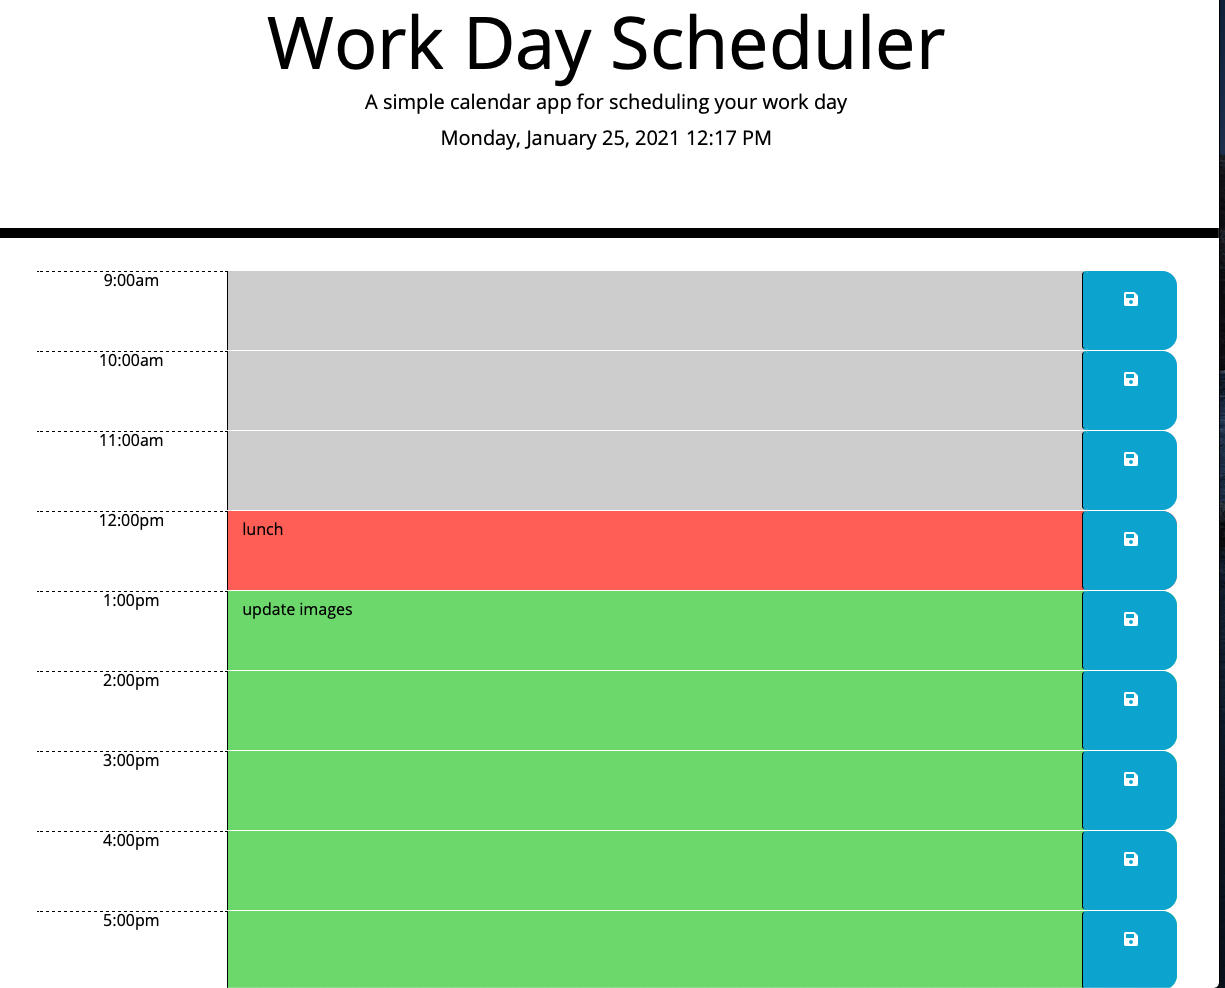 Work Day Scheduler
A simple calendar app for scheduling your work day
Monday, January 25, 2021 12:17 PM
9:00am
10:00am
11:00am
12:00pm
lunch
1:00pm
update images
2:00pm
3:00pm
4:00pm
5:00pm